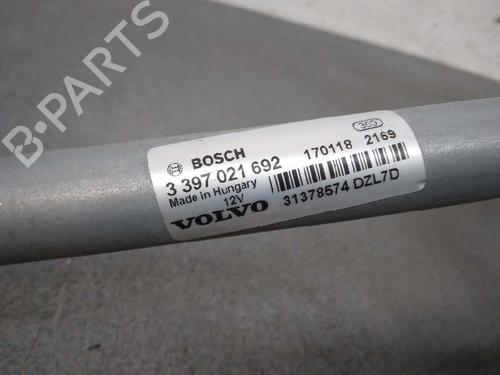 B-PARTS
BOSCH
3 397 021 692
Made in Hungary
12V
VOLVO
170118 2169
31378574 DZL7D